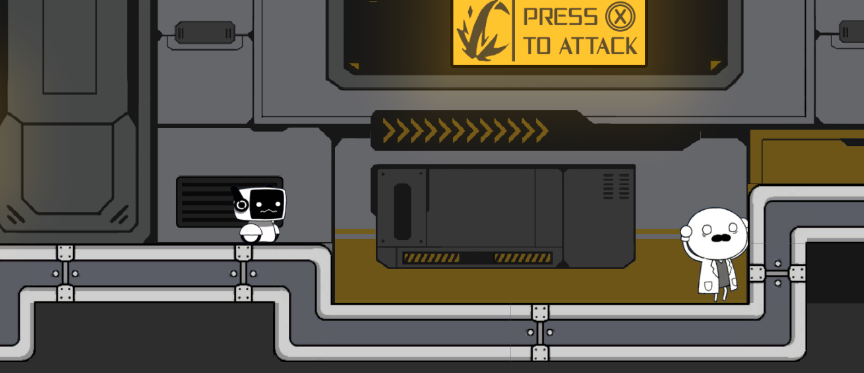 PRESS Ⓧ
TO ATTACK